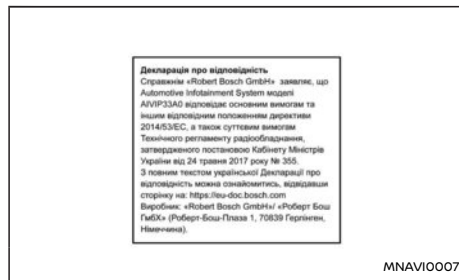 Декларація про відповідність
Справжнім «Robert Bosch GmbH» заявляє, що
Automotive Infotainment System моделі
AIVIP33A0 відповідає основним вимогам та
іншим відповідним положенням директиви
2014/53/EC, а також суттєвим вимогам
Технічного регламенту радіообладнання,
затвердженого постановою Кабінету Міністрів
України від 24 травня 2017 року № 355.
З повним текстом української Декларації про
відповідність можна ознайомитись, відвідавши
сторінку на: https://eu-doc.bosch.com
Виробник: «Robert Bosch GmbH»/ «Роберт Бош
ГмбХ» (Роберт-Бош-Плаза 1, 70839 Герлінген,
Німеччина).
MNAVI0007